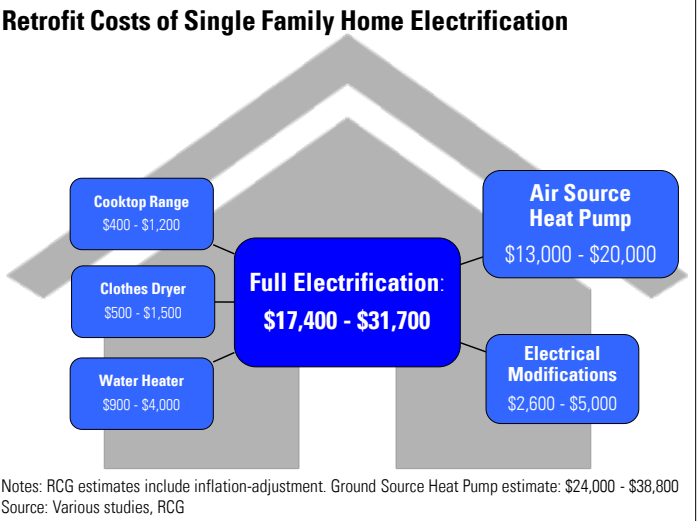 Retrofit Costs of Single Family Home Electrification
Cooktop Range
$400 - $1,200
Clothes Dryer
$500 - $1,500
Water Heater
$900 - $4,000
Full Electrification:
$17,400 - $31,700
Air Source
Heat Pump
$13,000 - $20,000
Electrical
Modifications
$2,600 - $5,000
Notes: RCG estimates include inflation-adjustment. Ground Source Heat Pump estimate: $24,000 - $38,800
Source: Various studies, RCG